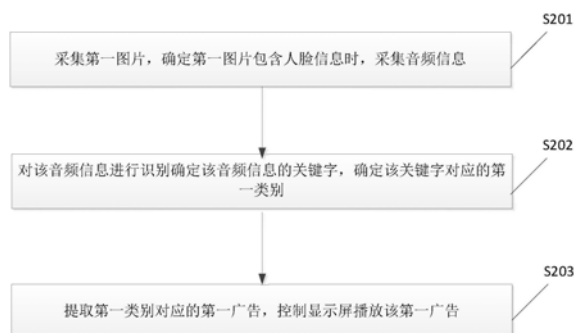 S201
采集第一图片，确定第一图片包含人脸信息时，采集音频信息
S202
对该音频信息进行识别确定该音频信息的关键字，确定该关键字对应的第
一类别
S203
提取第一类别对应的第一广告，控制显示屏播放该第一广告